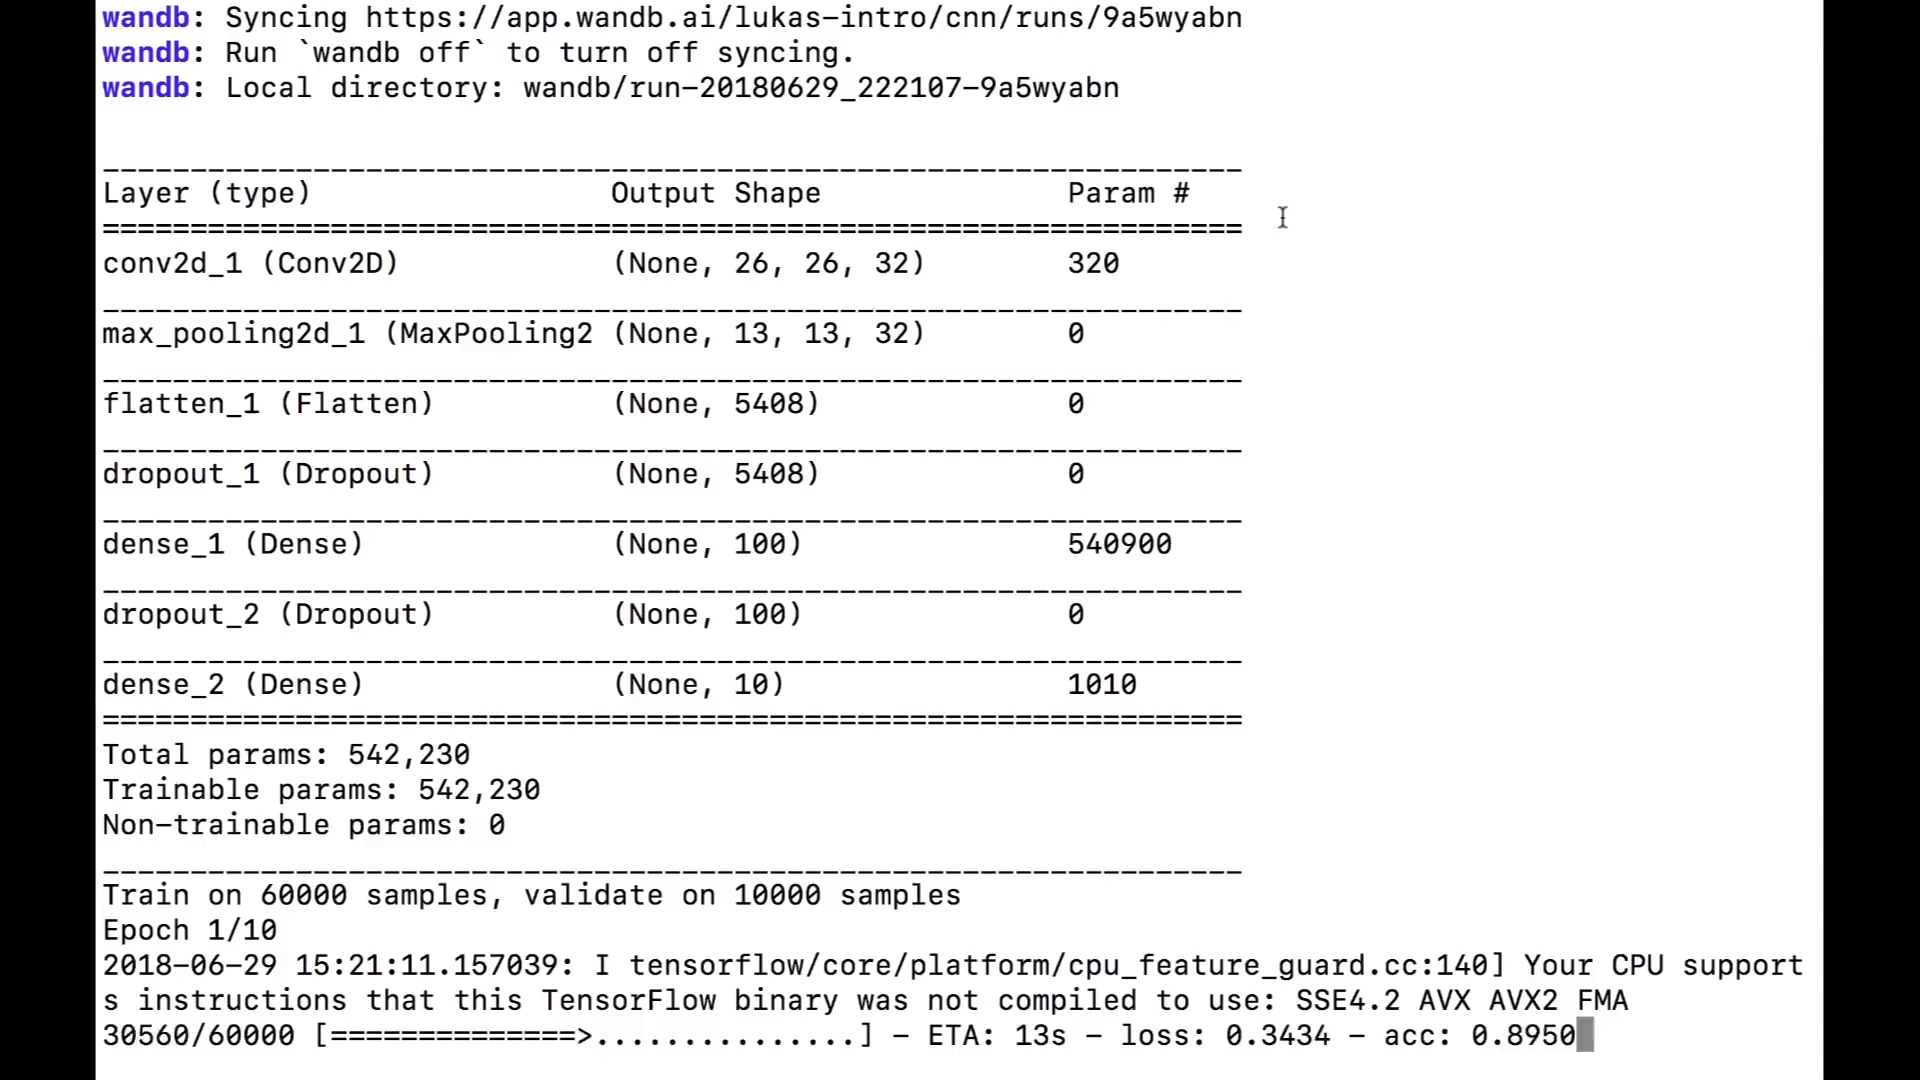 wandb: Syncing https://app.wandb.ai/lukas-intro/cnn/runs/9a5wyabn
wandb: Run `wandb off` to turn off syncing.
wandb: Local directory: wandb/run-20180629_222107-9a5wyabn
_________________________________________________________________
Layer (type)                 Output Shape              Param #
=================================================================
conv2d_1 (Conv2D)            (None, 26, 26, 32)        320
_________________________________________________________________
max_pooling2d_1 (MaxPooling2 (None, 13, 13, 32)        0
_________________________________________________________________
flatten_1 (Flatten)          (None, 5408)              0
_________________________________________________________________
dropout_1 (Dropout)          (None, 5408)              0
_________________________________________________________________
dense_1 (Dense)              (None, 100)               540900
_________________________________________________________________
dropout_2 (Dropout)          (None, 100)               0
_________________________________________________________________
dense_2 (Dense)              (None, 10)                1010
=================================================================
Total params: 542,230
Trainable params: 542,230
Non-trainable params: 0
_________________________________________________________________
Train on 60000 samples, validate on 10000 samples
Epoch 1/10
2018-06-29 15:21:11.157039: I tensorflow/core/platform/cpu_feature_guard.cc:140] Your CPU support
s instructions that this TensorFlow binary was not compiled to use: SSE4.2 AVX AVX2 FMA
30560/60000 [==============>...............] - ETA: 13s - loss: 0.3434 - acc: 0.8950